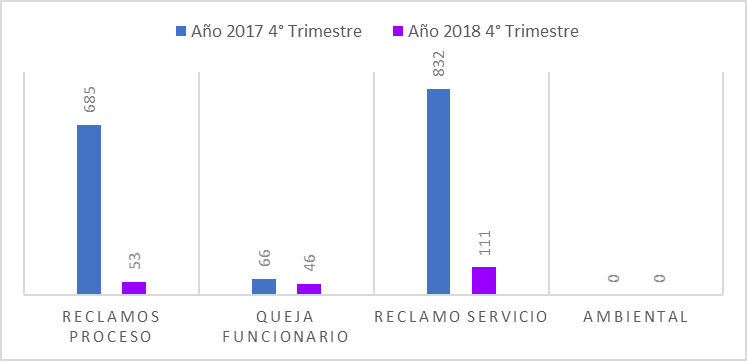 Año 2017 4° Trimestre
Año 2018 4° Trimestre
685
53
66
46
832
111
0
0
RECLAMOS PROCESO
QUEJA FUNCIONARIO
RECLAMO SERVICIO
AMBIENTAL